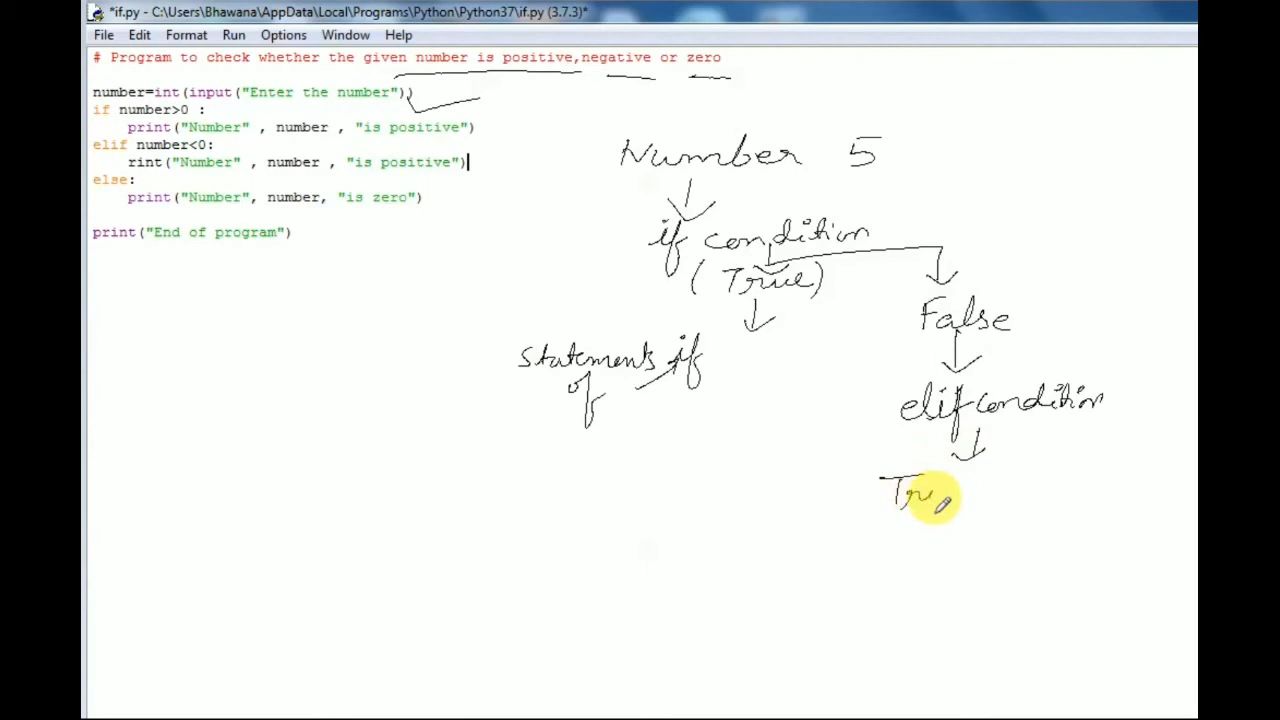 *if.py - C:\Users\Bhawana\AppData\Local\Programs\Python\Python37\if.py (3.7.3)*
File Edit Format Run Options Window Help
# Program to check whether the given number is positive,negative or zero
number=int(input("Enter the number"))
if number>0 :
    print("Number" , number , "is positive")
elif number<0:
    rint("Number" , number , "is positive")
else:
    print("Number", number, "is zero")
print("End of program")
Number 5
if condition
(True)
False
statements if
of
elif condition
Tru